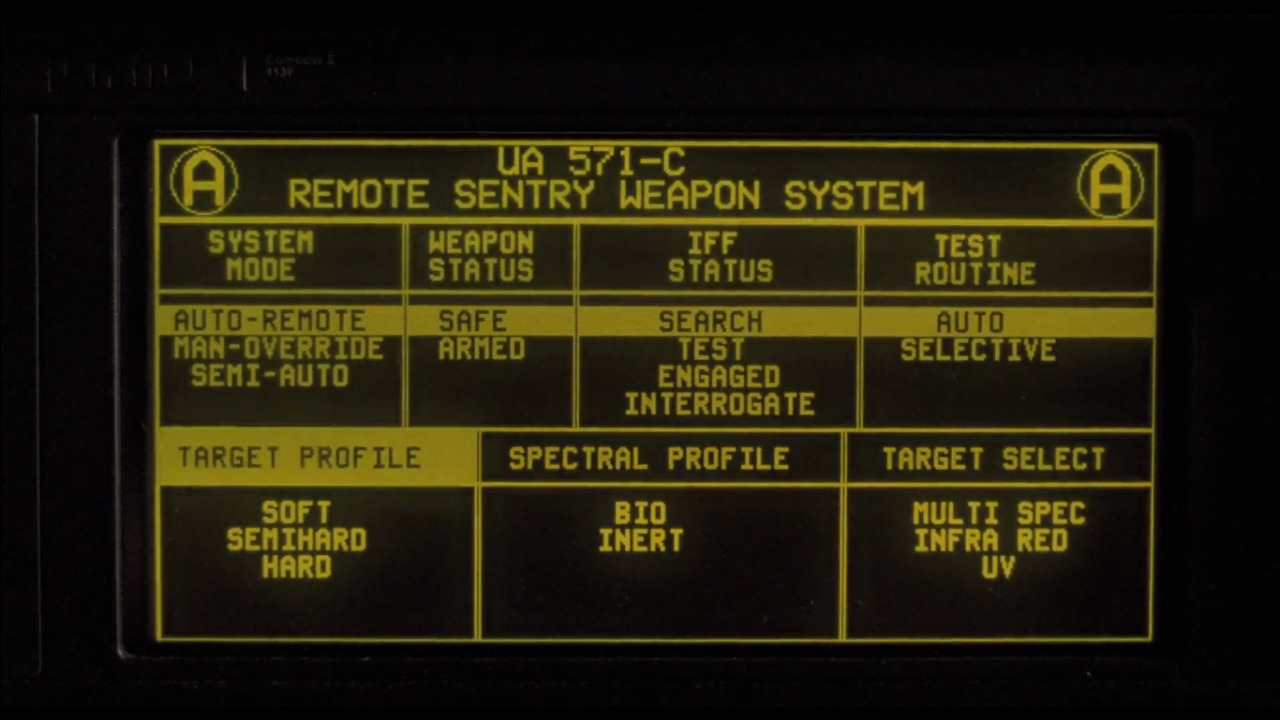 UA 571-C
REMOTE SENTRY WEAPON SYSTEM
SYSTEM MODE
WEAPON STATUS
IFF STATUS
TEST ROUTINE
AUTO-REMOTE
MAN-OVERRIDE
SEMI-AUTO
SAFE
ARMED
SEARCH
TEST
ENGAGED
INTERROGATE
AUTO
SELECTIVE
TARGET PROFILE
SPECTRAL PROFILE
TARGET SELECT
SOFT
SEMIHARD
HARD
BIO
INERT
MULTI SPEC
INFRA RED
UV